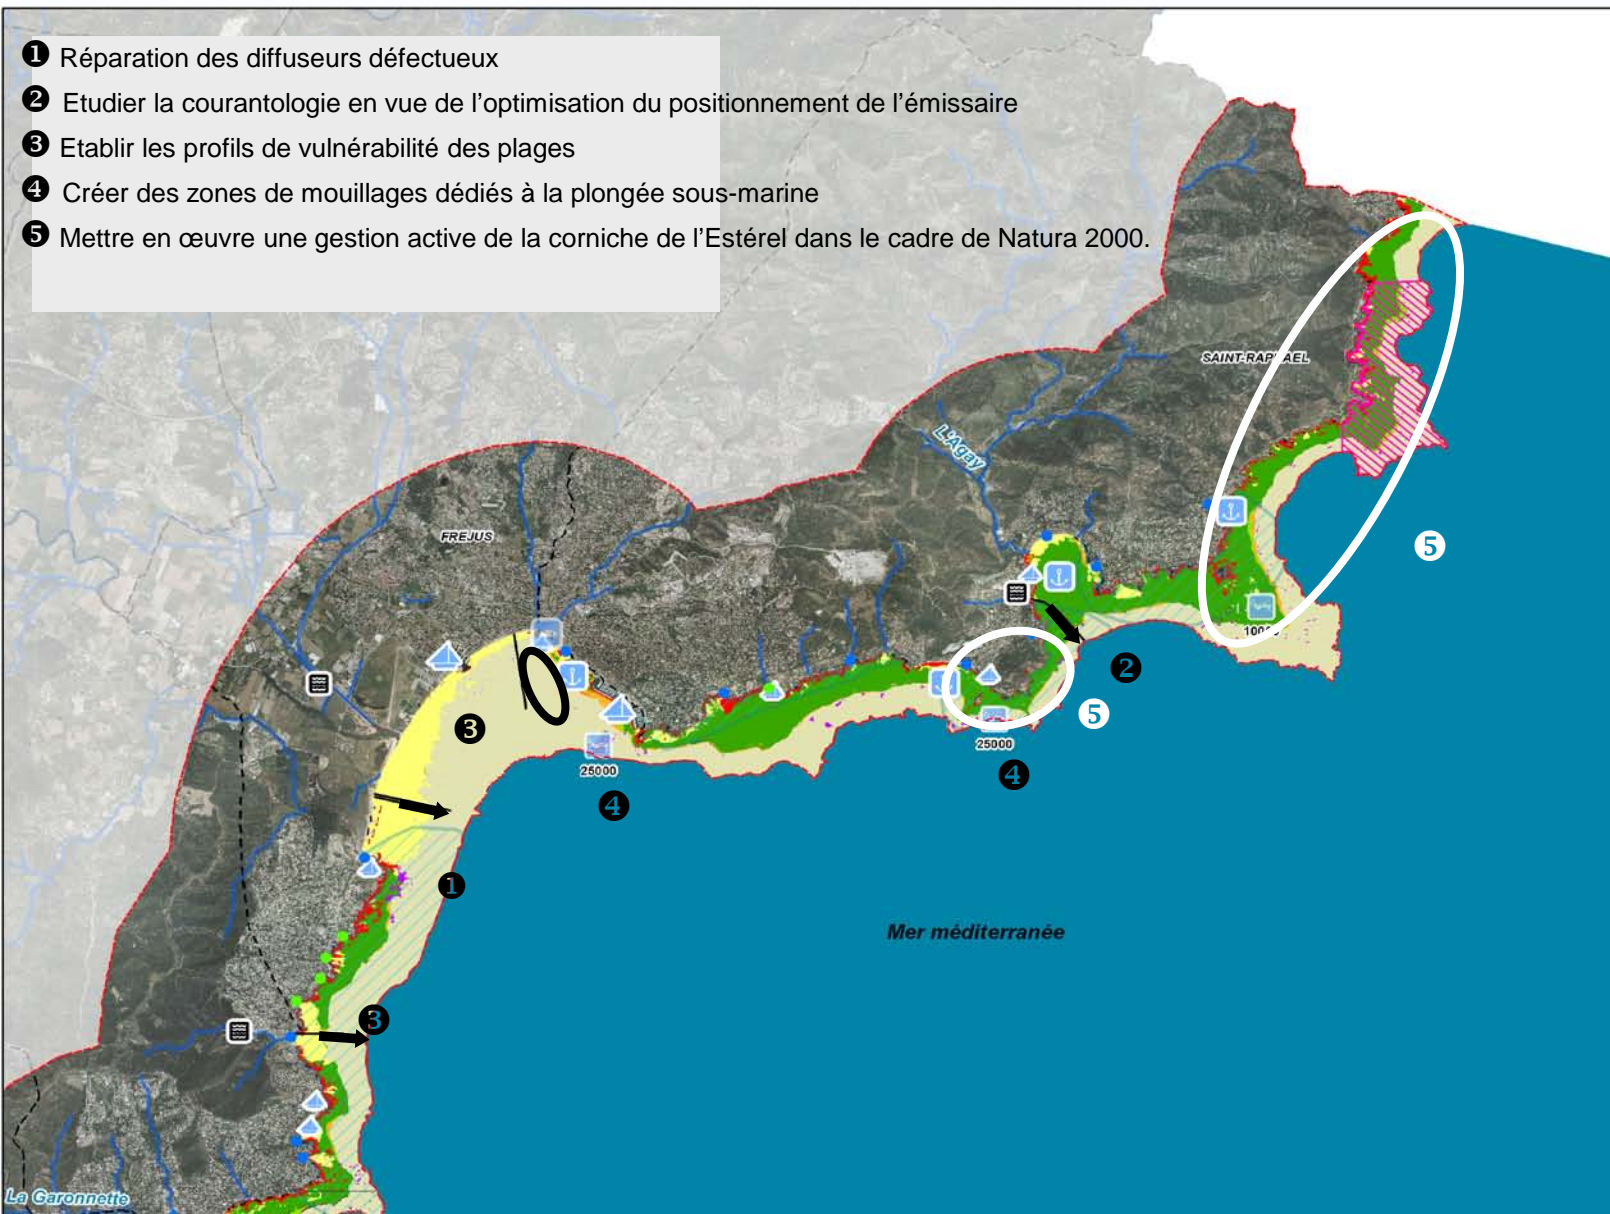 ❶ Réparation des diffuseurs défectueux
❷ Etudier la courantologie en vue de l'optimisation du positionnement de l'émissaire
❸ Etablir les profils de vulnérabilité des plages
❹ Créer des zones de mouillages dédiés à la plongée sous-marine
❺ Mettre en œuvre une gestion active de la corniche de l'Estérel dans le cadre de Natura 2000.
SAINT-RAPHAEL
L'Agay
FREJUS
❺
10000
❷
❺
❸
25000
25000
❹
❹
❶
Mer méditerranée
❸
La Garonnette